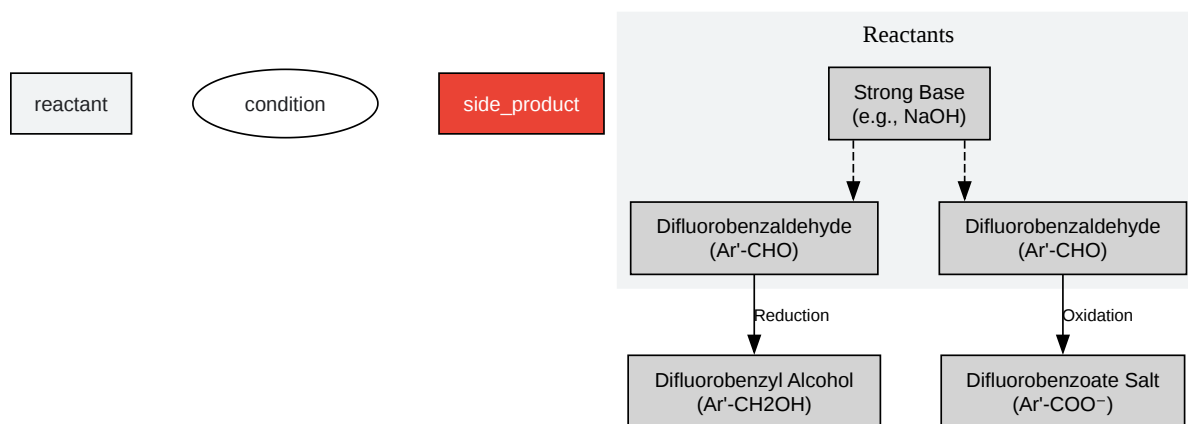 reactant
condition
side_product
Reactants
Strong Base
(e.g., NaOH)
Difluorobenzaldehyde
(Ar'-CHO)
Difluorobenzaldehyde
(Ar'-CHO)
Reduction
Oxidation
Difluorobenzyl Alcohol
(Ar'-CH2OH)
Difluorobenzoate Salt
(Ar'-COO⁻)